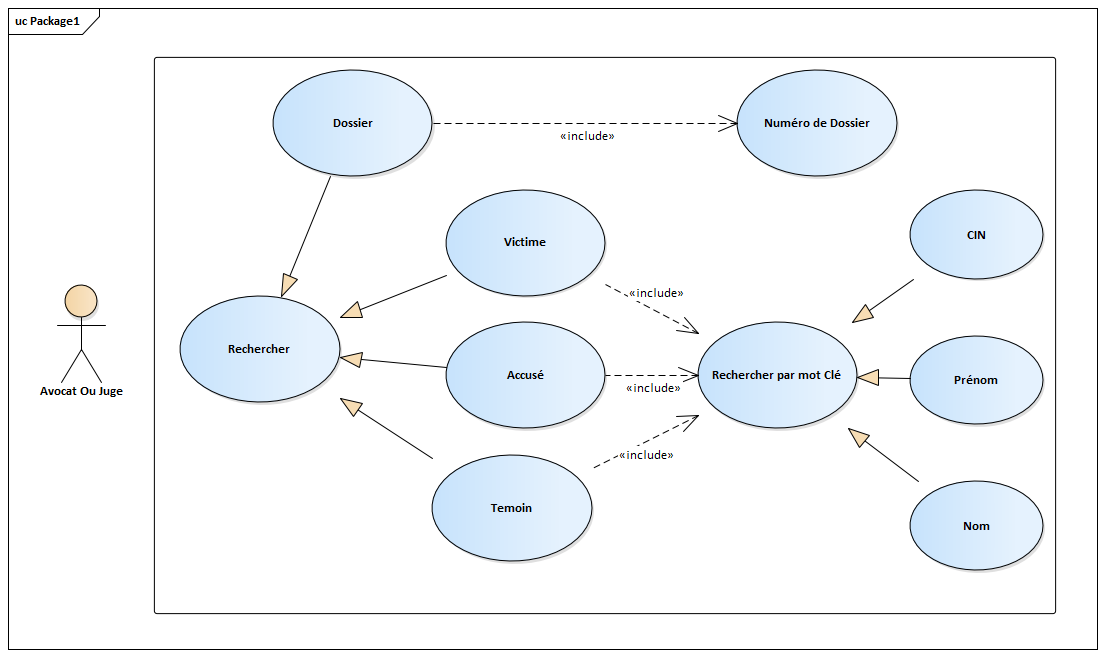 uc Package1
Dossier
«include»
Numéro de Dossier
Victime
CIN
«include»
Rechercher
Accusé
«include»
Rechercher par mot Clé
Prénom
Avocat Ou Juge
«include»
Temoin
Nom